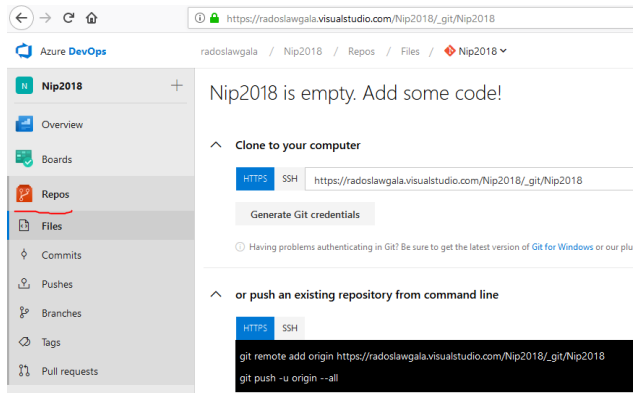 https://radoslawgala.visualstudio.com/Nip2018/_git/Nip2018
Azure DevOps
radoslawgala / Nip2018 / Repos / Files / Nip2018
N Nip2018
Nip2018 is empty. Add some code!
Overview
Boards
Repos
Files
Commits
Pushes
Branches
Tags
Pull requests
Clone to your computer
HTTPS SSH https://radoslawgala.visualstudio.com/Nip2018/_git/Nip2018
Generate Git credentials
Having problems authenticating in Git? Be sure to get the latest version of Git for Windows or our plu
or push an existing repository from command line
HTTPS SSH
git remote add origin https://radoslawgala.visualstudio.com/Nip2018/_git/Nip2018
git push -u origin --all